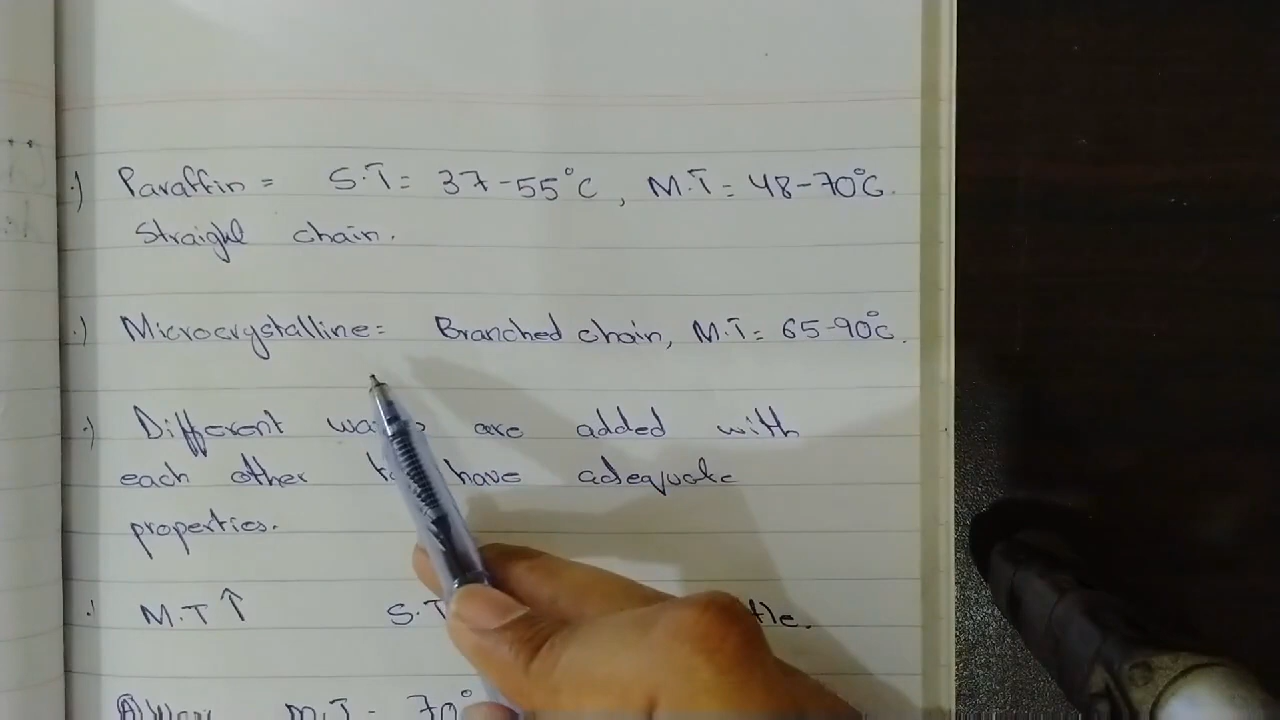 .) Paraffin = S.T = 37-55°C, M.T = 48-70°C.
Straight chain.
.) Microcrystalline = Branched chain, M.T = 65-90°C.
.) Different are added with
each other have adequate
properties.
M.T ↑ S.T
M.T = 70°